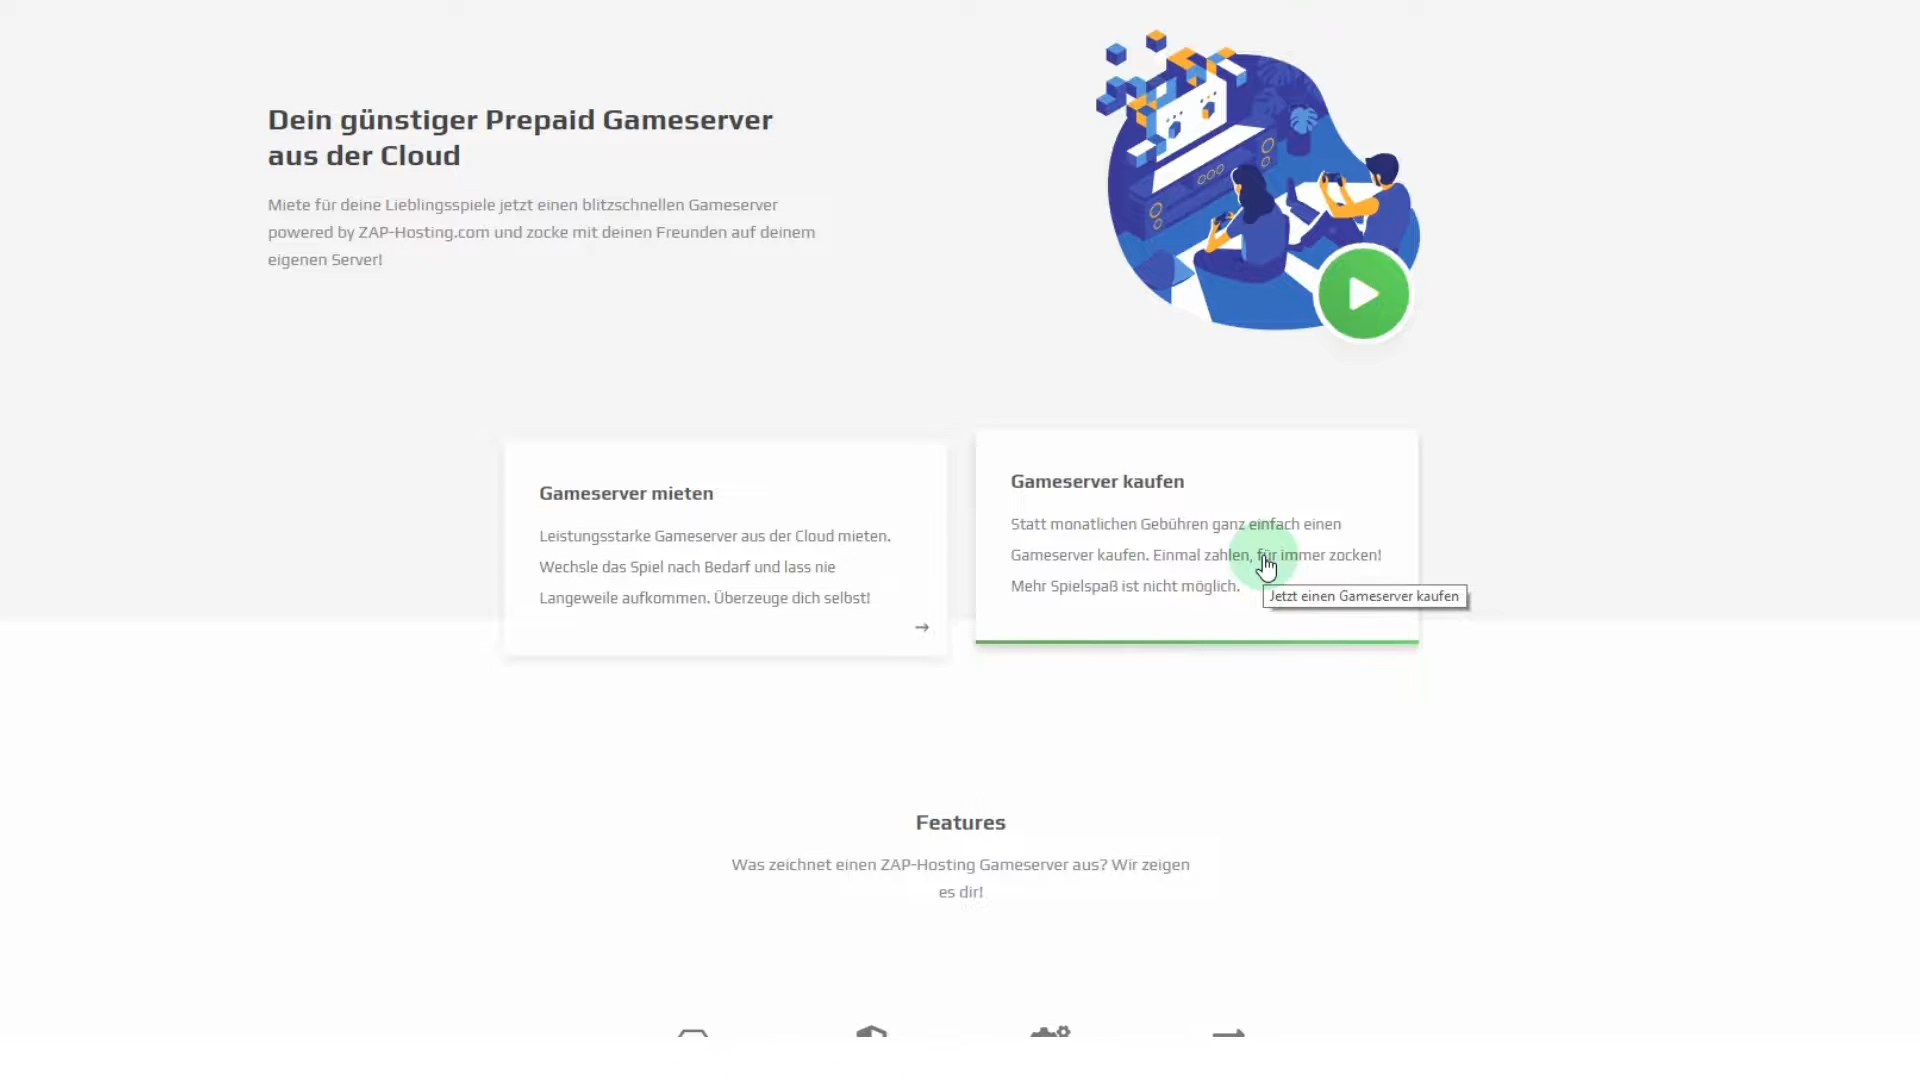 Dein günstiger Prepaid Gameserver
aus der Cloud
Miete für deine Lieblingsspiele jetzt einen blitzschnellen Gameserver
powered by ZAP-Hosting.com und zocke mit deinen Freunden auf deinem
eigenen Server!
Gameserver mieten
Leistungsstarke Gameserver aus der Cloud mieten.
Wechsle das Spiel nach Bedarf und lass nie
Langeweile aufkommen. Überzeuge dich selbst!
→
Gameserver kaufen
Statt monatlichen Gebühren ganz einfach einen
Gameserver kaufen. Einmal zahlen, für immer zocken!
Mehr Spielspaß ist nicht möglich.
Jetzt einen Gameserver kaufen
Features
Was zeichnet einen ZAP-Hosting Gameserver aus? Wir zeigen
es dir!